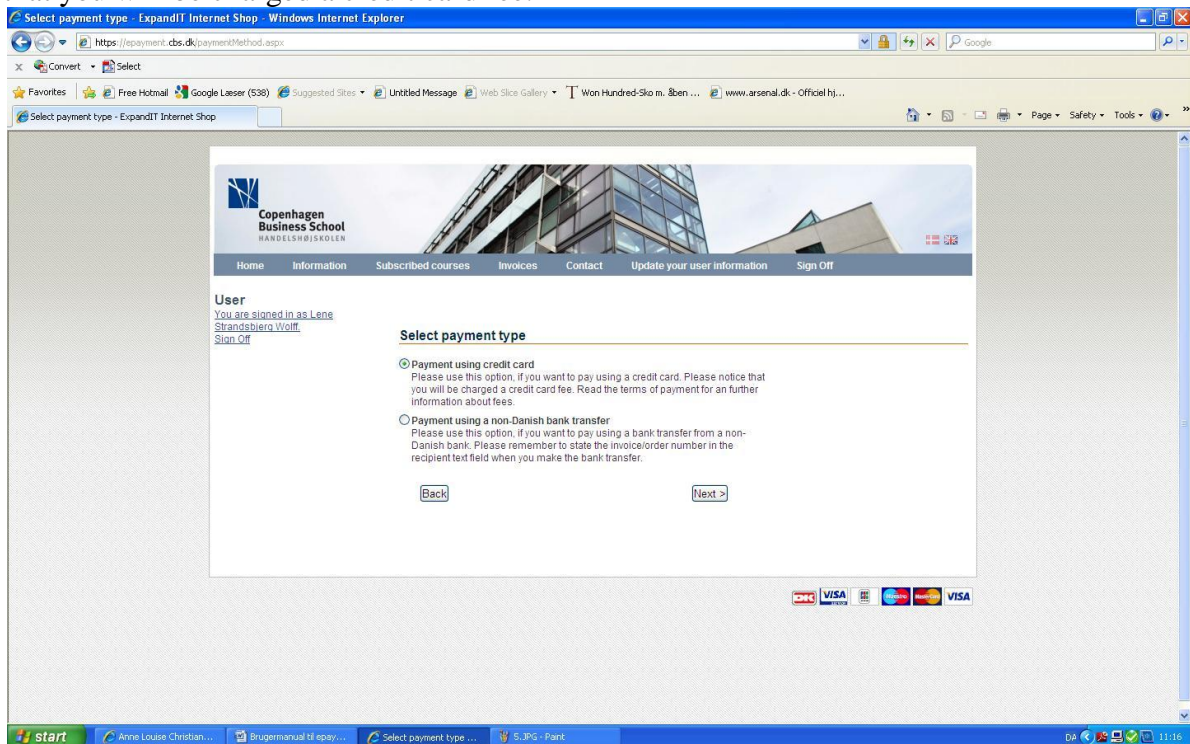 Select payment type - ExpandIT Internet Shop - Windows Internet Explorer
https://epayment.cbs.dk/paymentMethod.aspx
Google
Convert Select
Favorites Free Hotmail Google Læser (538) Suggested Sites Untitled Message Web Slice Gallery Won Hundred-Sko m. åben ... www.arsenal.dk - Officiel hj...
Select payment type - ExpandIT Internet Shop
Page Safety Tools
Copenhagen
Business School
HANDELSHØJSKOLEN
Home Information Subscribed courses Invoices Contact Update your user information Sign Off
User
You are signed in as Lene
Strandsbjerg Wolff.
Sign Off
Select payment type
Payment using credit card
Please use this option, if you want to pay using a credit card. Please notice that
you will be charged a credit card fee. Read the terms of payment for an further
information about fees.
Payment using a non-Danish bank transfer
Please use this option, if you want to pay using a bank transfer from a non-
Danish bank. Please remember to state the invoice/order number in the
recipient text field when you make the bank transfer.
Back Next >
DK VISA Maestro MasterCard VISA
start Anne Louise Christian... Brugermanual til epay... Select payment type ... 5.JPG - Paint DA 11:16